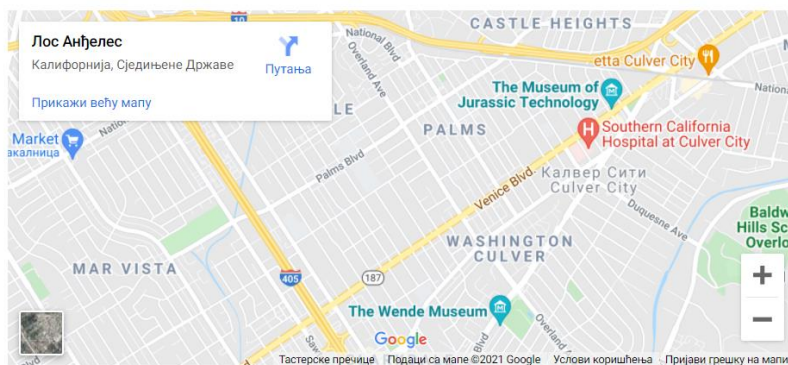 Лос Анђелес
Калифорнија, Сједињене Државе
Путања
Прикажи већу мапу
10
National Blvd
Overland Ave
CASTLE HEIGHTS
etta Culver City
The Museum of
Jurassic Technology
PALMS
Southern California
Hospital at Culver City
Market
акалница
Palms Blvd
Venice Blvd.
Калвер Сити
Culver City
Duquesne Ave
WASHINGTON
CULVER
MAR VISTA
405
187
The Wende Museum
Google
Тастерске пречице
Подаци са мапе ©2021 Google
Услови коришћења
Пријави грешку на мапи